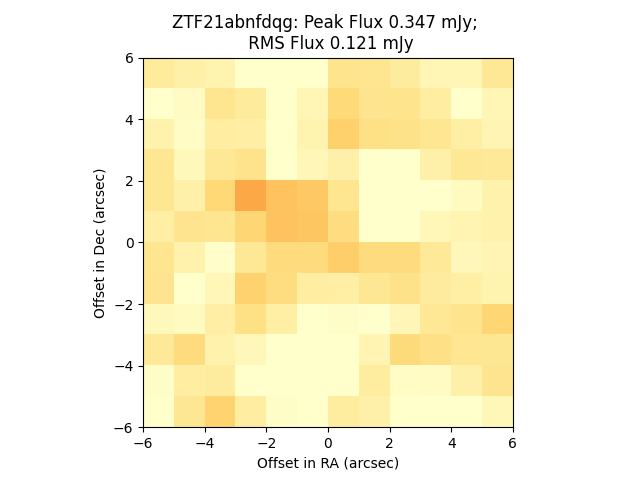 ZTF21abnfdqg: Peak Flux 0.347 mJy;
RMS Flux 0.121 mJy
6
4
2
0
−2
−4
−6
Offset in Dec (arcsec)
−6 −4 −2 0 2 4 6
Offset in RA (arcsec)